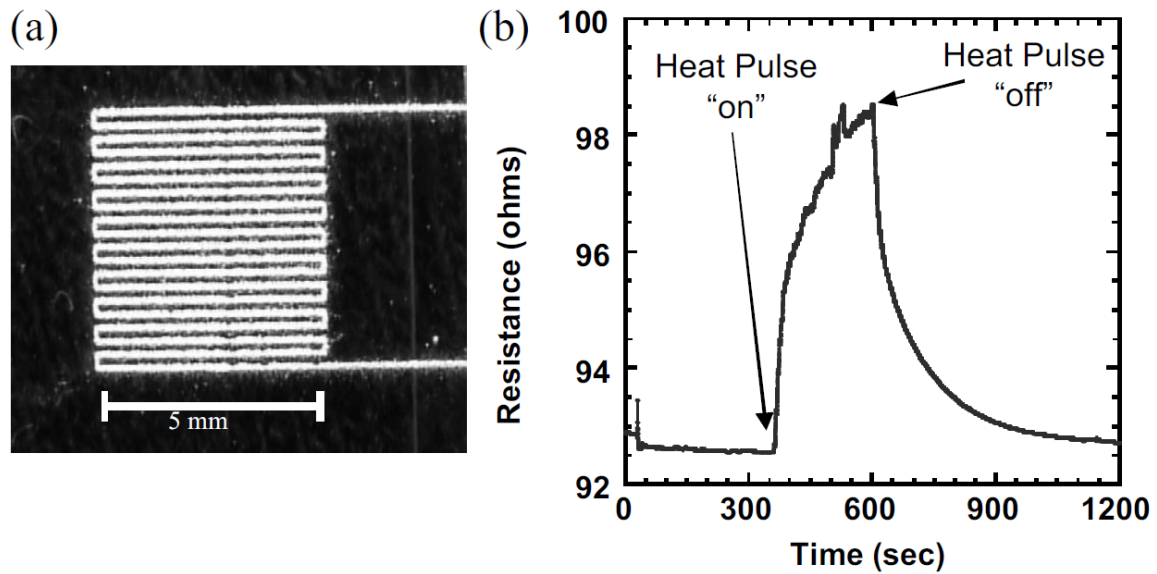 (a)
5 mm
(b)
Resistance (ohms)
100
98
96
94
92
Heat Pulse
“on”
Heat Pulse
“off”
0
300
600
900
1200
Time (sec)